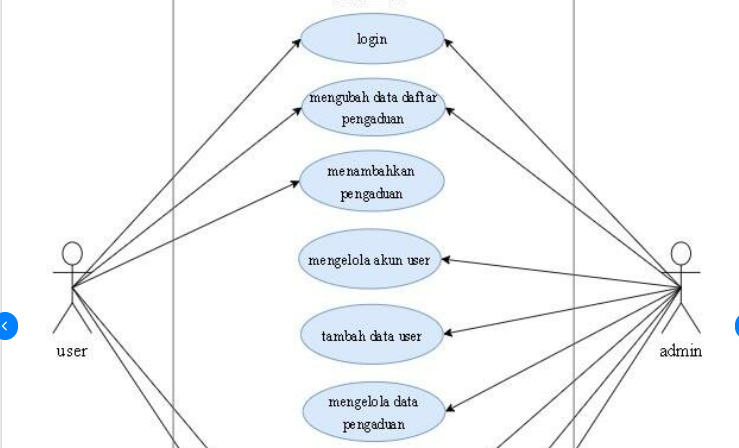 login
mengubah data daftar
pengaduan
menambahkan
pengaduan
mengelola akun user
tambah data user
mengelola data
pengaduan
user
admin